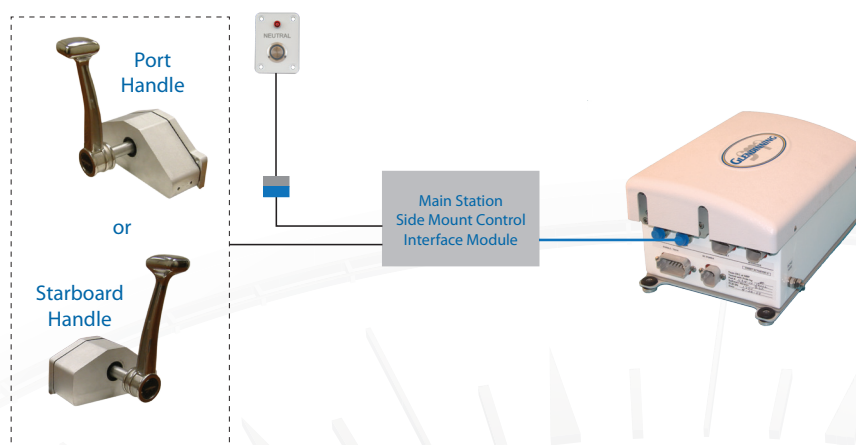 Port
Handle
or
Starboard
Handle
NEUTRAL
Main Station
Side Mount Control
Interface Module
GLENDINNING